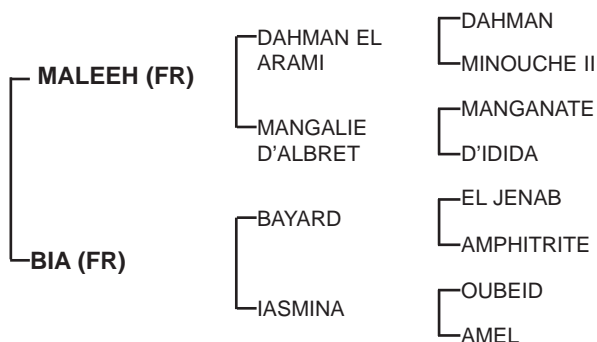 MALEEH (FR)
DAHMAN EL
ARAMI
DAHMAN
MINOUCHE II
MANGALIE
D'ALBRET
MANGANATE
D'IDIDA
BIA (FR)
BAYARD
EL JENAB
AMPHITRITE
IASMINA
OUBEID
AMEL